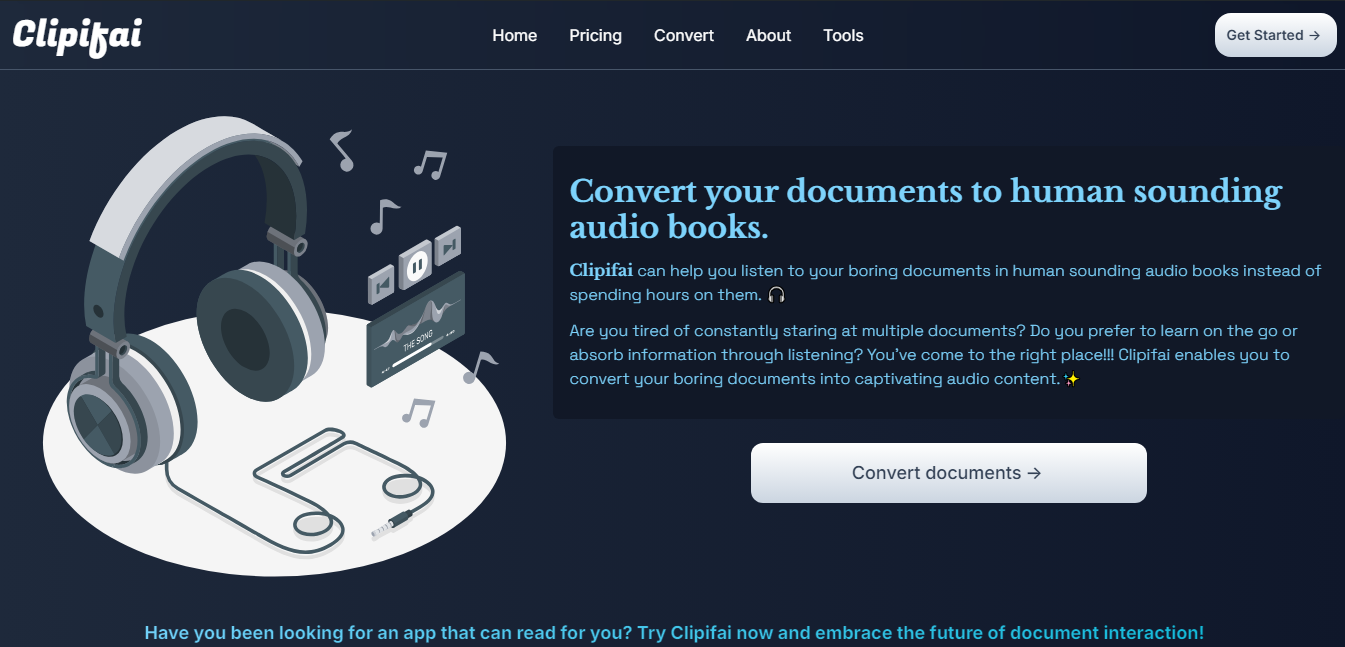 Clipifai
Home Pricing Convert About Tools
Get Started →
THE SONG
Convert your documents to human sounding
audio books.
Clipifai can help you listen to your boring documents in human sounding audio books instead of
spending hours on them. 🎧
Are you tired of constantly staring at multiple documents? Do you prefer to learn on the go or
absorb information through listening? You've come to the right place!!! Clipifai enables you to
convert your boring documents into captivating audio content.✨
Convert documents →
Have you been looking for an app that can read for you? Try Clipifai now and embrace the future of document interaction!